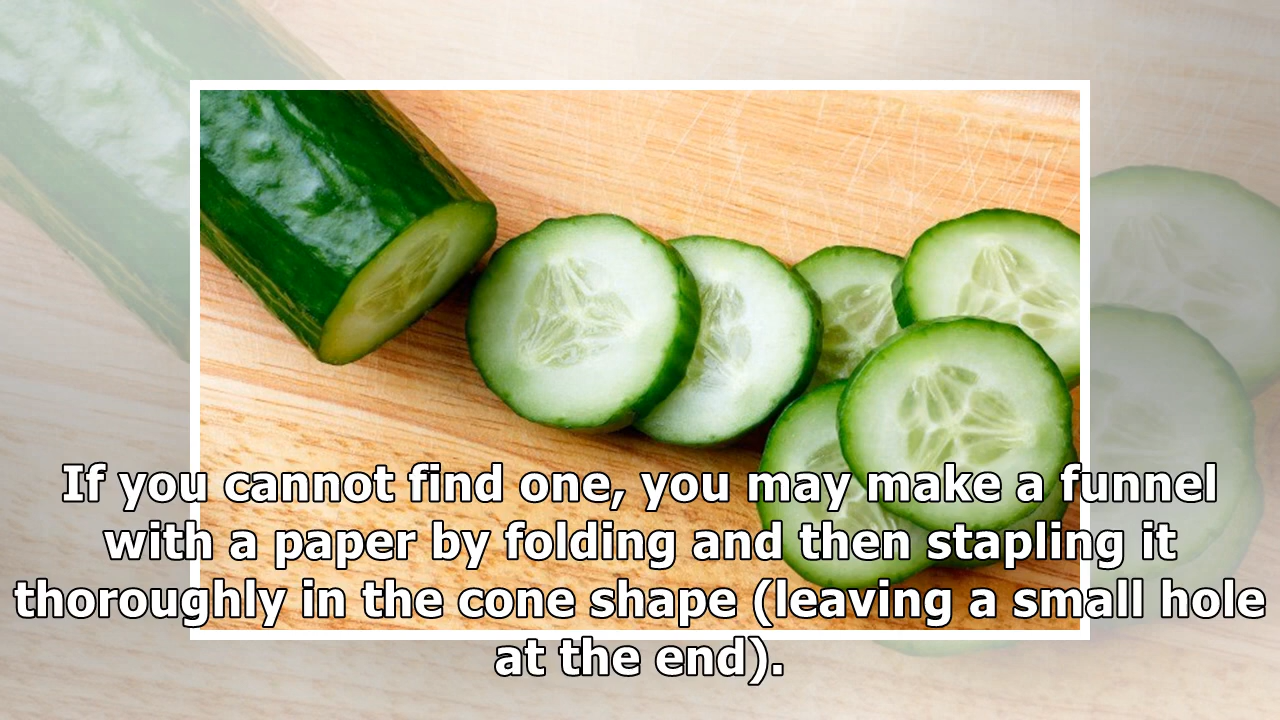 If you cannot find one, you may make a funnel
with a paper by folding and then stapling it
thoroughly in the cone shape (leaving a small hole
at the end).